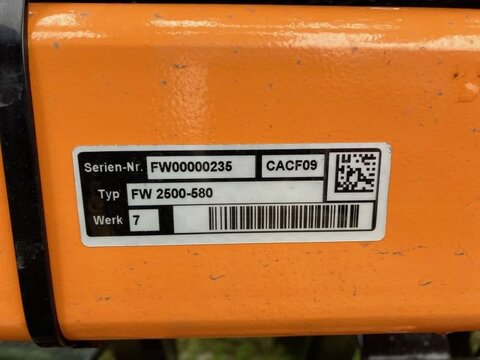 Serien-Nr. FW00000235 CACF09
Typ FW 2500-580
Werk 7